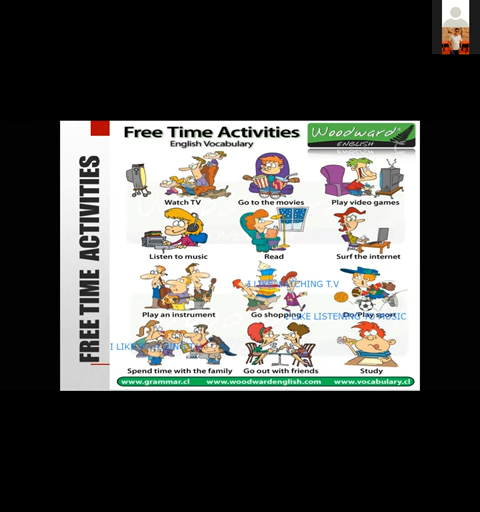 FREE TIME ACTIVITIES
Free Time Activities
English Vocabulary
Woodward
ENGLISH
Watch TV
Go to the movies
Play video games
Listen to music
Read
Surf the internet
I LIKE WATCHING T.V
Play an instrument
Go shopping
Do/Play sport
I LIKE LISTENING TO MUSIC
I LIKE
Spend time with the family
Go out with friends
Study
www.grammar.cl
www.woodwardenglish.com
www.vocabulary.cl